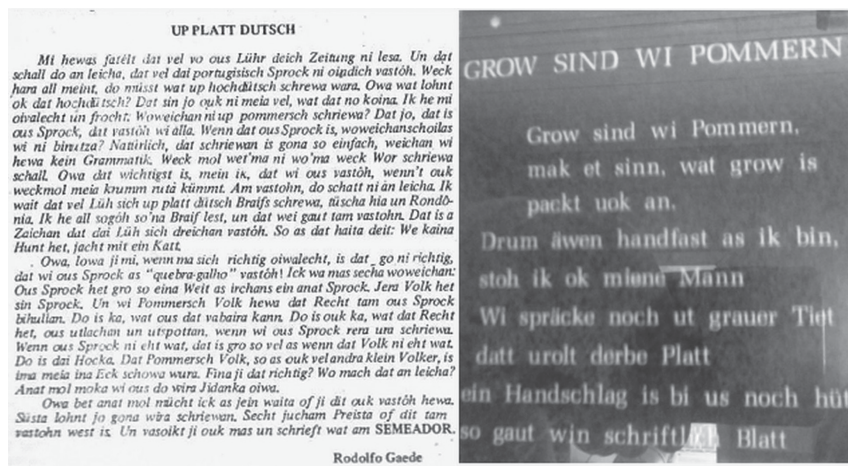 UP PLATT DUTSCH
Mi hewas fatélt dat vel vo ous Lühr deich Zeitung ni lesa. Un dat
schall do an leicha, dat vel dai portugisisch Sprock ni oindich vastôh. Weck
hara all meint, do müsst wat up hochdütsch schrewa wara. Owa wat lohnt
ok dat hochdütsch? Dat sin jo ouk ni meia vel, wat dat no koina. Ik he mi
oivalecht un frocht: Woweichan ni up pommersch schriewa? Dat jo, dat is
ous Sprock, dat vastôh wi alla. Wenn dat ous Sprock is, woweichan schoilas
wi ni binutza? Natürlich, dat schriewan is gona so einfach, weichan wi
hewa kein Grammatik. Weck mol wet'ma ni wo'ma weck Wor schriewa
schall. Owa dat wichtigst is, mein ik, dat wi ous vastôh, wenn't ouk
weckmol meia krumm rutå kümmt. Am vastohn, do schatt ni an leicha. Ik
wait dat vel Lüh sich up platt dütsch Braifs schrewa, tüscha hia un Rondô-
nia. Ik he all sogôh so'na Braif lest, un dat wei gaut tam vastohn. Dat is a
Zaichan dat dai Lüh sich dreichan vastôh. So as dat haita deit: We kaina
Hunt het, jacht mit ein Katt.
Owa, lowa ji mi, wenn ma sich richtig oiwalecht, is dat go ni richtig,
dat wi ous Sprock as "quebra-galho" vastôh! Ick wa mas secha woweichan:
Ous Sprock het gro so eina Weit as irchans ein anat Sprock. Jera Volk het
sin Sprock. Un wi Pommersch Volk hewa dat Recht tam ous Sprock
bihullan. Do is ka, wat ous dat vabaira kann. Do is ouk ka, wat dat Recht
het, ous utlachan un utspottan, wenn wi ous Sprock rera ura schriewa.
Wenn ous Sprock ni eht wat, dat is gro so vel as wenn dat Volk ni eht wat.
Do is dai Hocka. Dat Pommersch Volk, so as ouk vel andra klein Volker, is
ima meia ina Eck schowa wura. Fina ji dat richtig? Wo mach dat an leicha?
Anat mol moka wi ous do wira Jidanka oiwa.
Owa bet anat mol mücht ick as jein waita of ji dit ouk vastôh hewa.
Süsta lohnt jo gona wira schriewan. Secht jucham Preista of dit tam
vastohn west is. Un vasoikt ji ouk mas un schrieft wat am SEMEADOR.
Rodolfo Gaede
GROW SIND WI POMMERN
Grow sind wi Pommern,
mak et sinn, wat grow is
packt uok an.
Drum äwen handfast as ik bin,
stoh ik ok miene Mann
Wi spräcke noch ut grauer Tiet
datt urolt derbe Platt
ein Handschlag is bi us noch hüt
so gaut win schriftlich Blatt